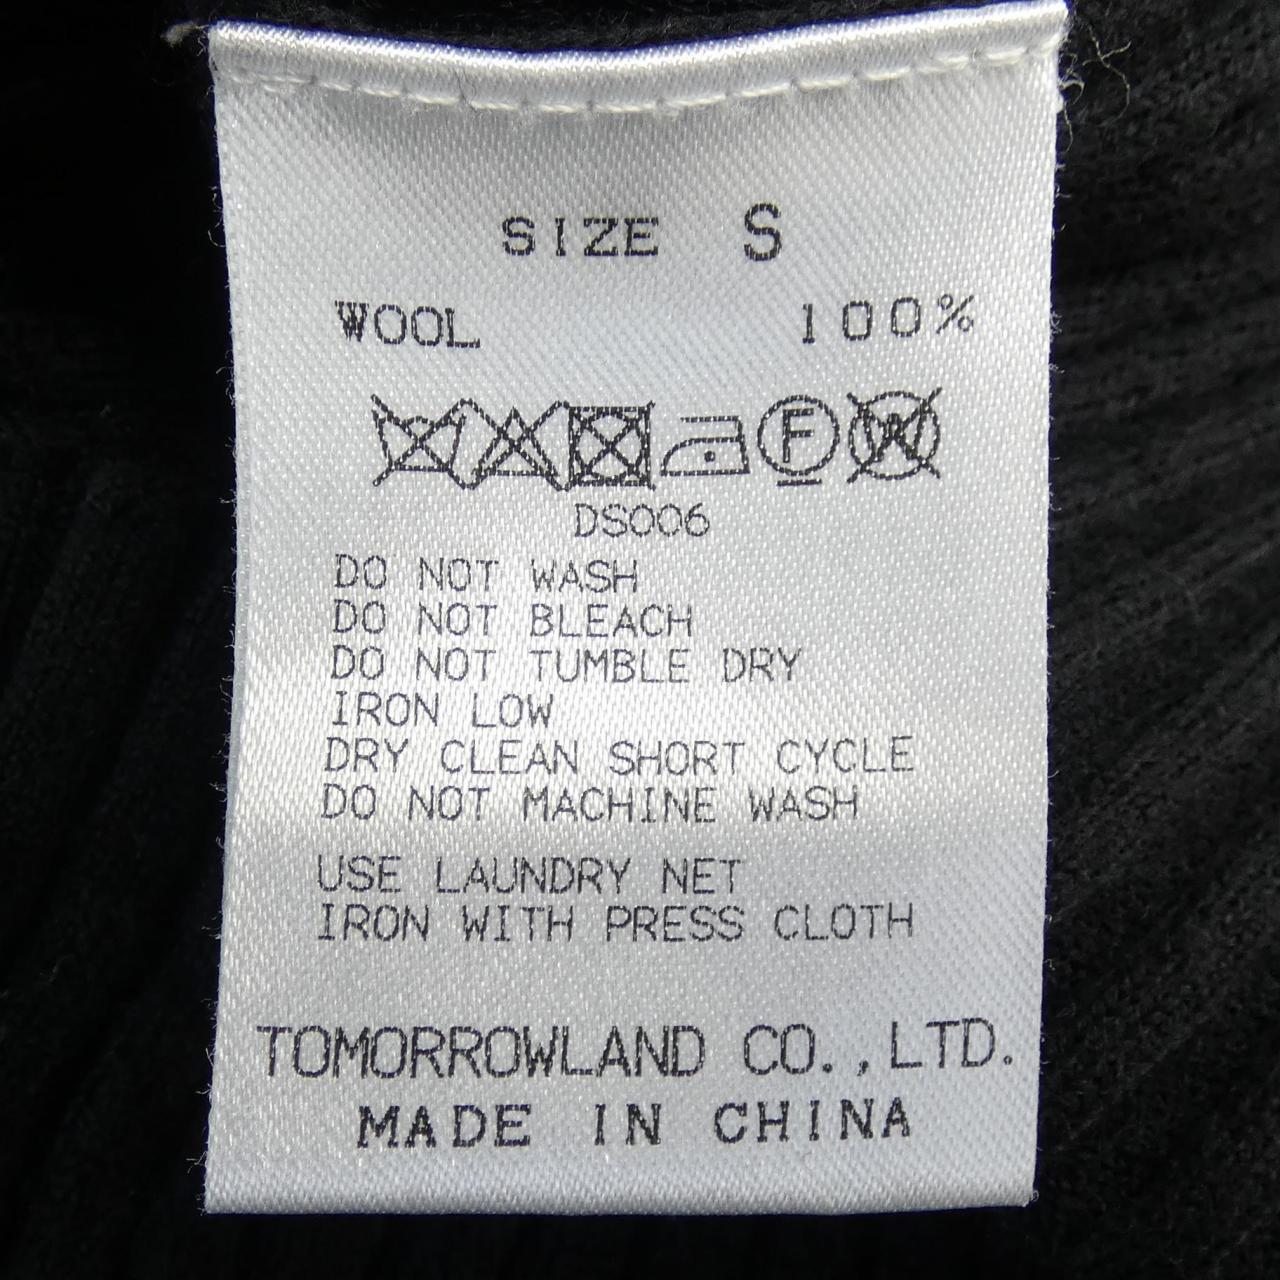 SIZE S
WOOL 100%
F W
DS006
DO NOT WASH
DO NOT BLEACH
DO NOT TUMBLE DRY
IRON LOW
DRY CLEAN SHORT CYCLE
DO NOT MACHINE WASH
USE LAUNDRY NET
IRON WITH PRESS CLOTH
TOMORROWLAND CO.,LTD.
MADE IN CHINA